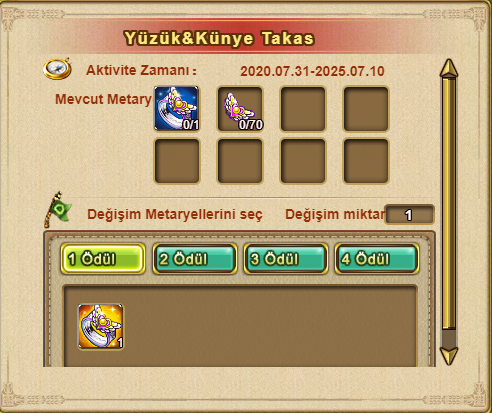 Yüzük&Künye Takas
Aktivite Zamanı : 2020.07.31-2025.07.10
Mevcut Metary
0/1 0/70
Değişim Metaryellerini seç Değişim miktar 1
1 Ödül 2 Ödül 3 Ödül 4 Ödül
1